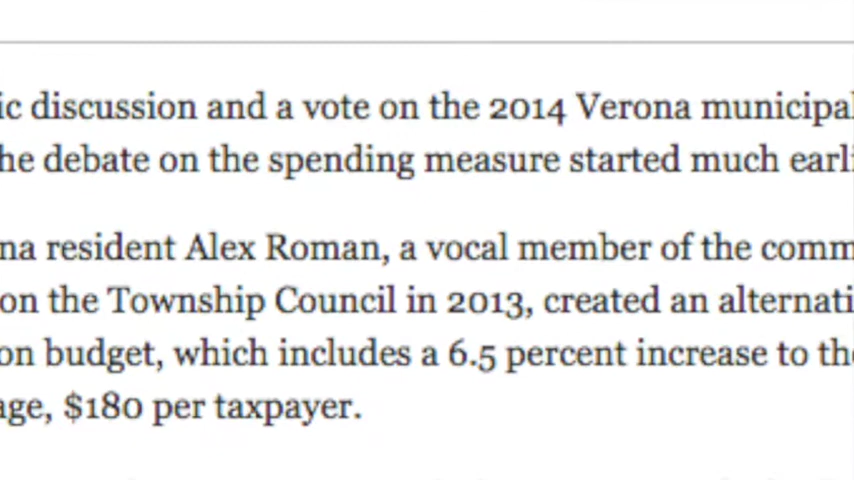 ic discussion and a vote on the 2014 Verona municipal
he debate on the spending measure started much earli
na resident Alex Roman, a vocal member of the comm
on the Township Council in 2013, created an alternati
on budget, which includes a 6.5 percent increase to the
age, $180 per taxpayer.